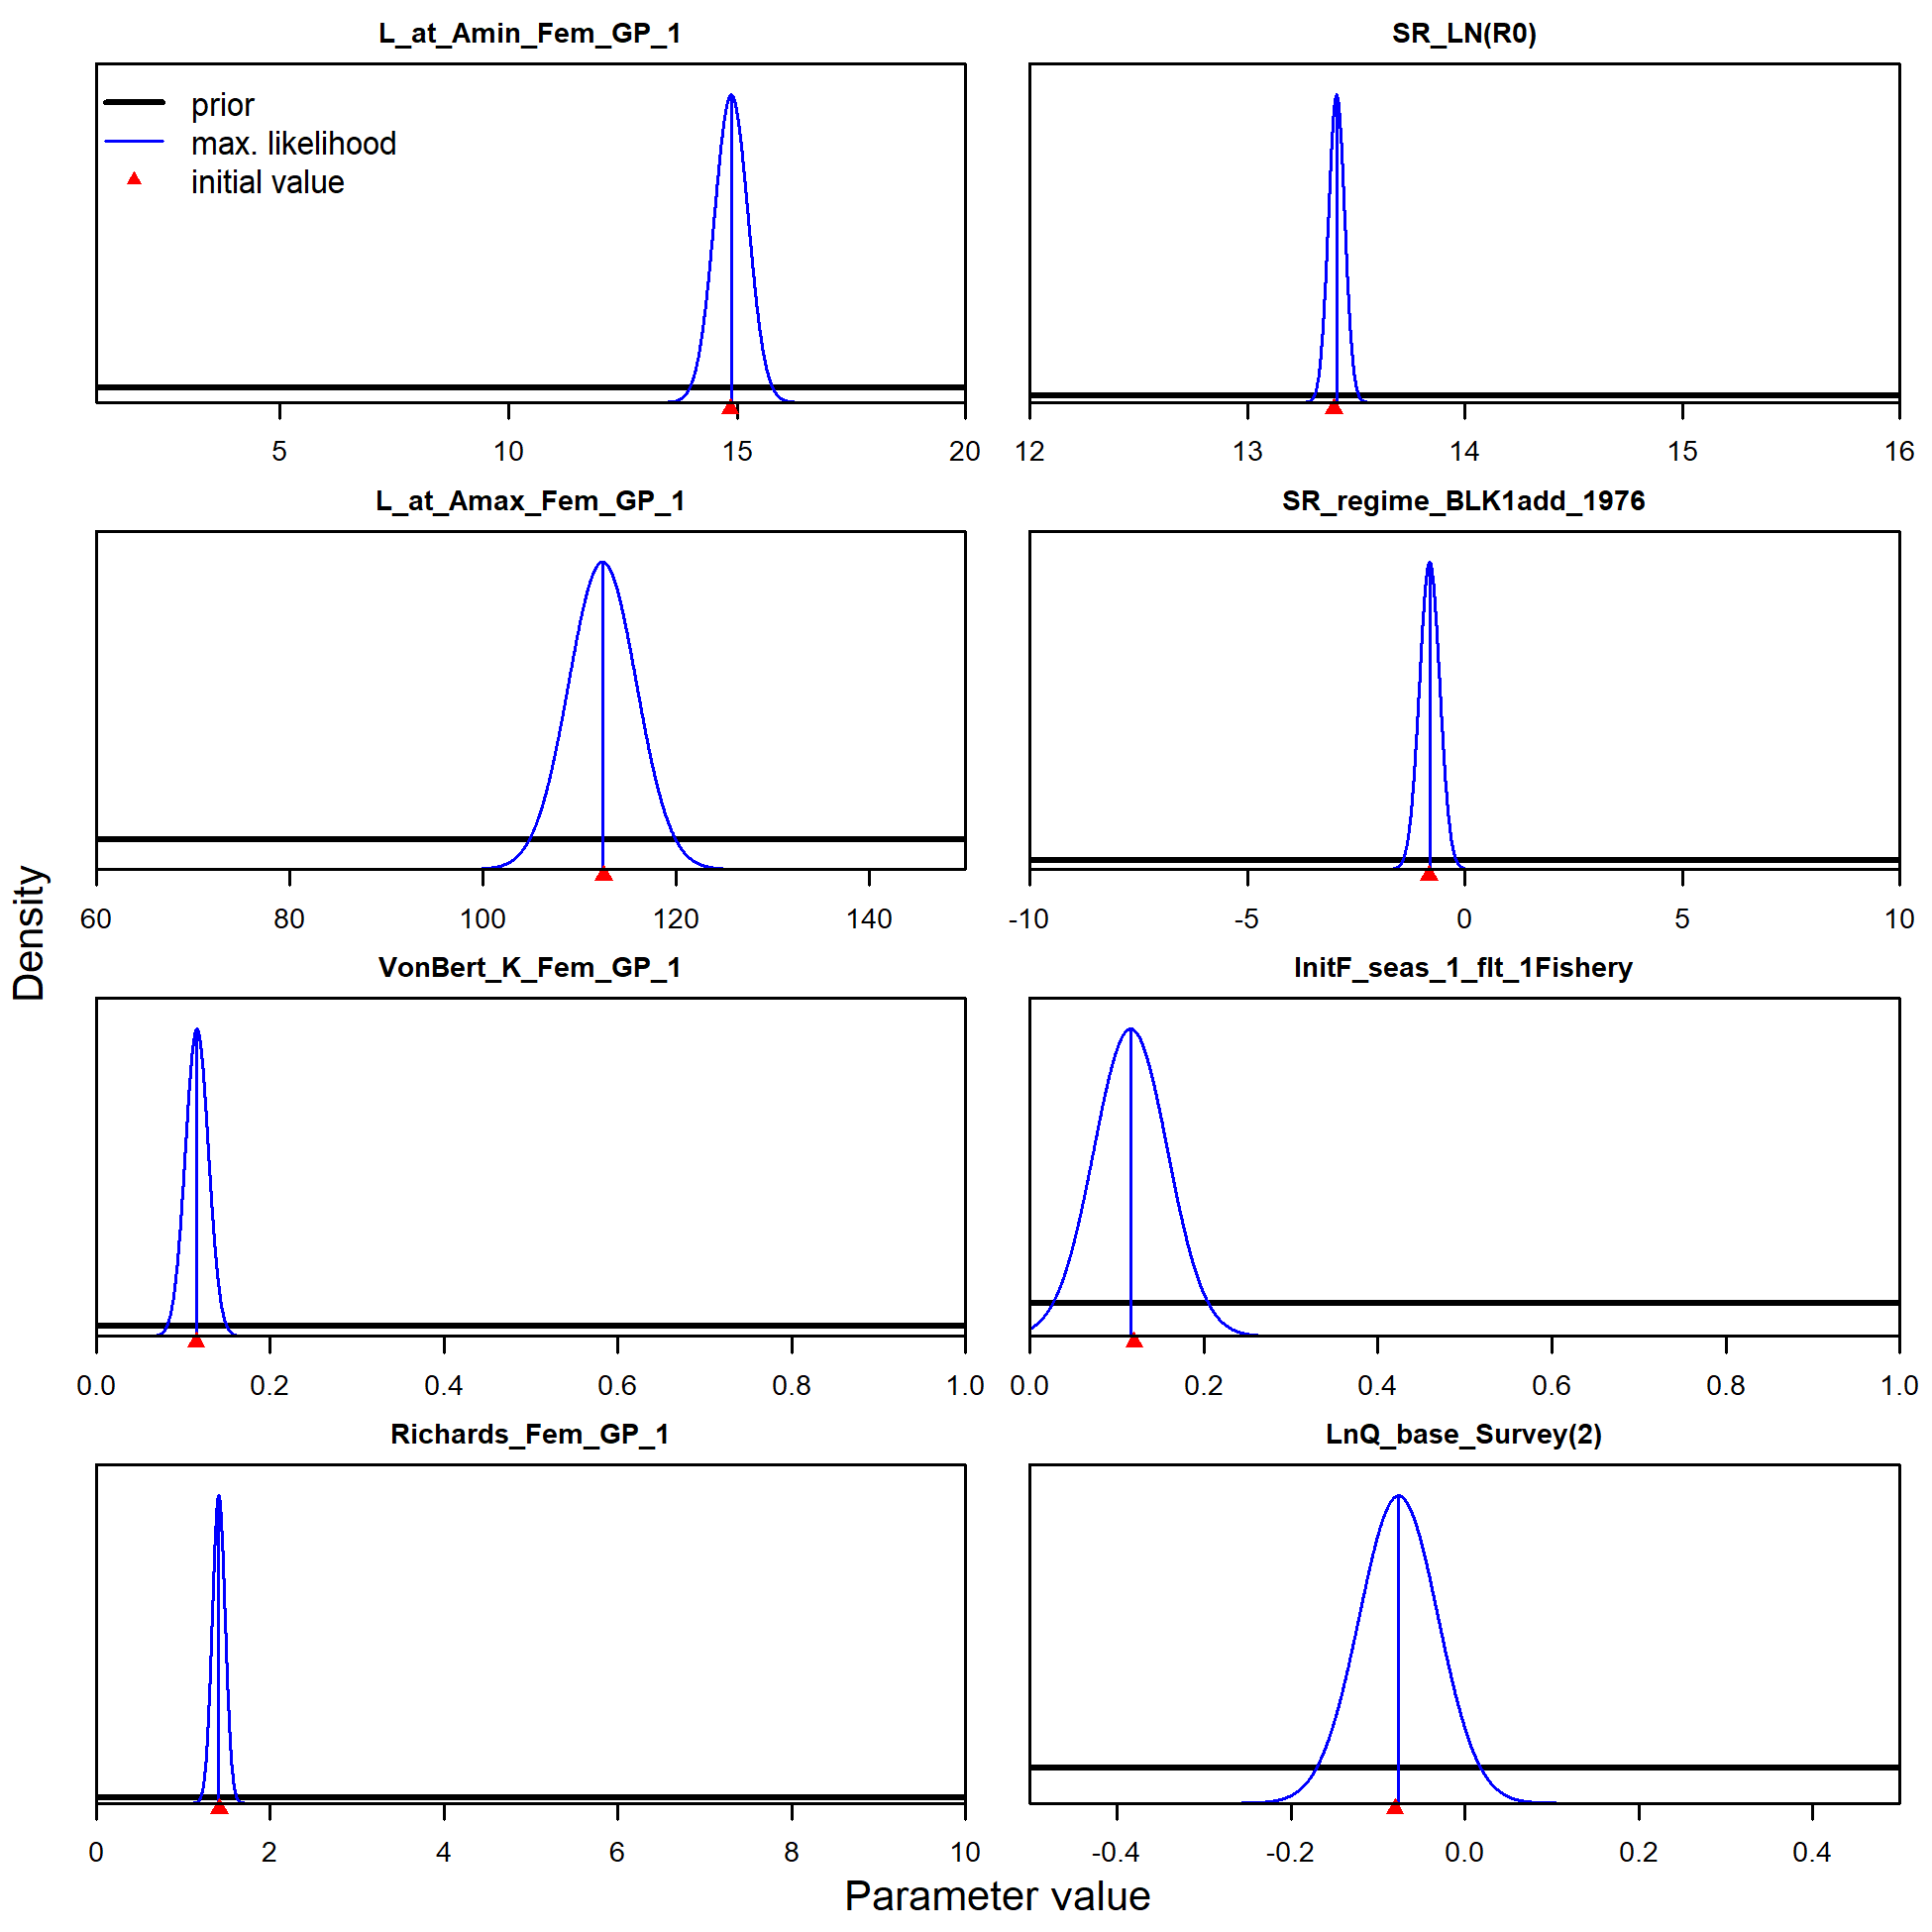 L_at_Amin_Fem_GP_1
prior
max. likelihood
initial value
5 10 15 20
SR_LN(R0)
12 13 14 15 16
L_at_Amax_Fem_GP_1
60 80 100 120 140
SR_regime_BLK1add_1976
-10 -5 0 5 10
Density
VonBert_K_Fem_GP_1
0.0 0.2 0.4 0.6 0.8 1.0
InitF_seas_1_flt_1Fishery
0.0 0.2 0.4 0.6 0.8 1.0
Richards_Fem_GP_1
0 2 4 6 8 10
LnQ_base_Survey(2)
-0.4 -0.2 0.0 0.2 0.4
Parameter value